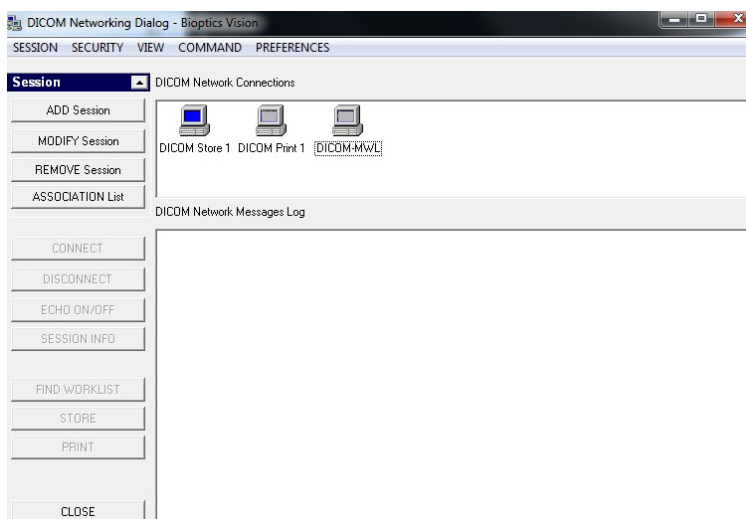 DICOM Networking Dialog - Bioptics Vision
SESSION SECURITY VIEW COMMAND PREFERENCES
Session
DICOM Network Connections
ADD Session
MODIFY Session
REMOVE Session
ASSOCIATION List
DICOM Store 1 DICOM Print 1 DICOM-MWL
DICOM Network Messages Log
CONNECT
DISCONNECT
ECHO ON/OFF
SESSION INFO
FIND WORKLIST
STORE
PRINT
CLOSE